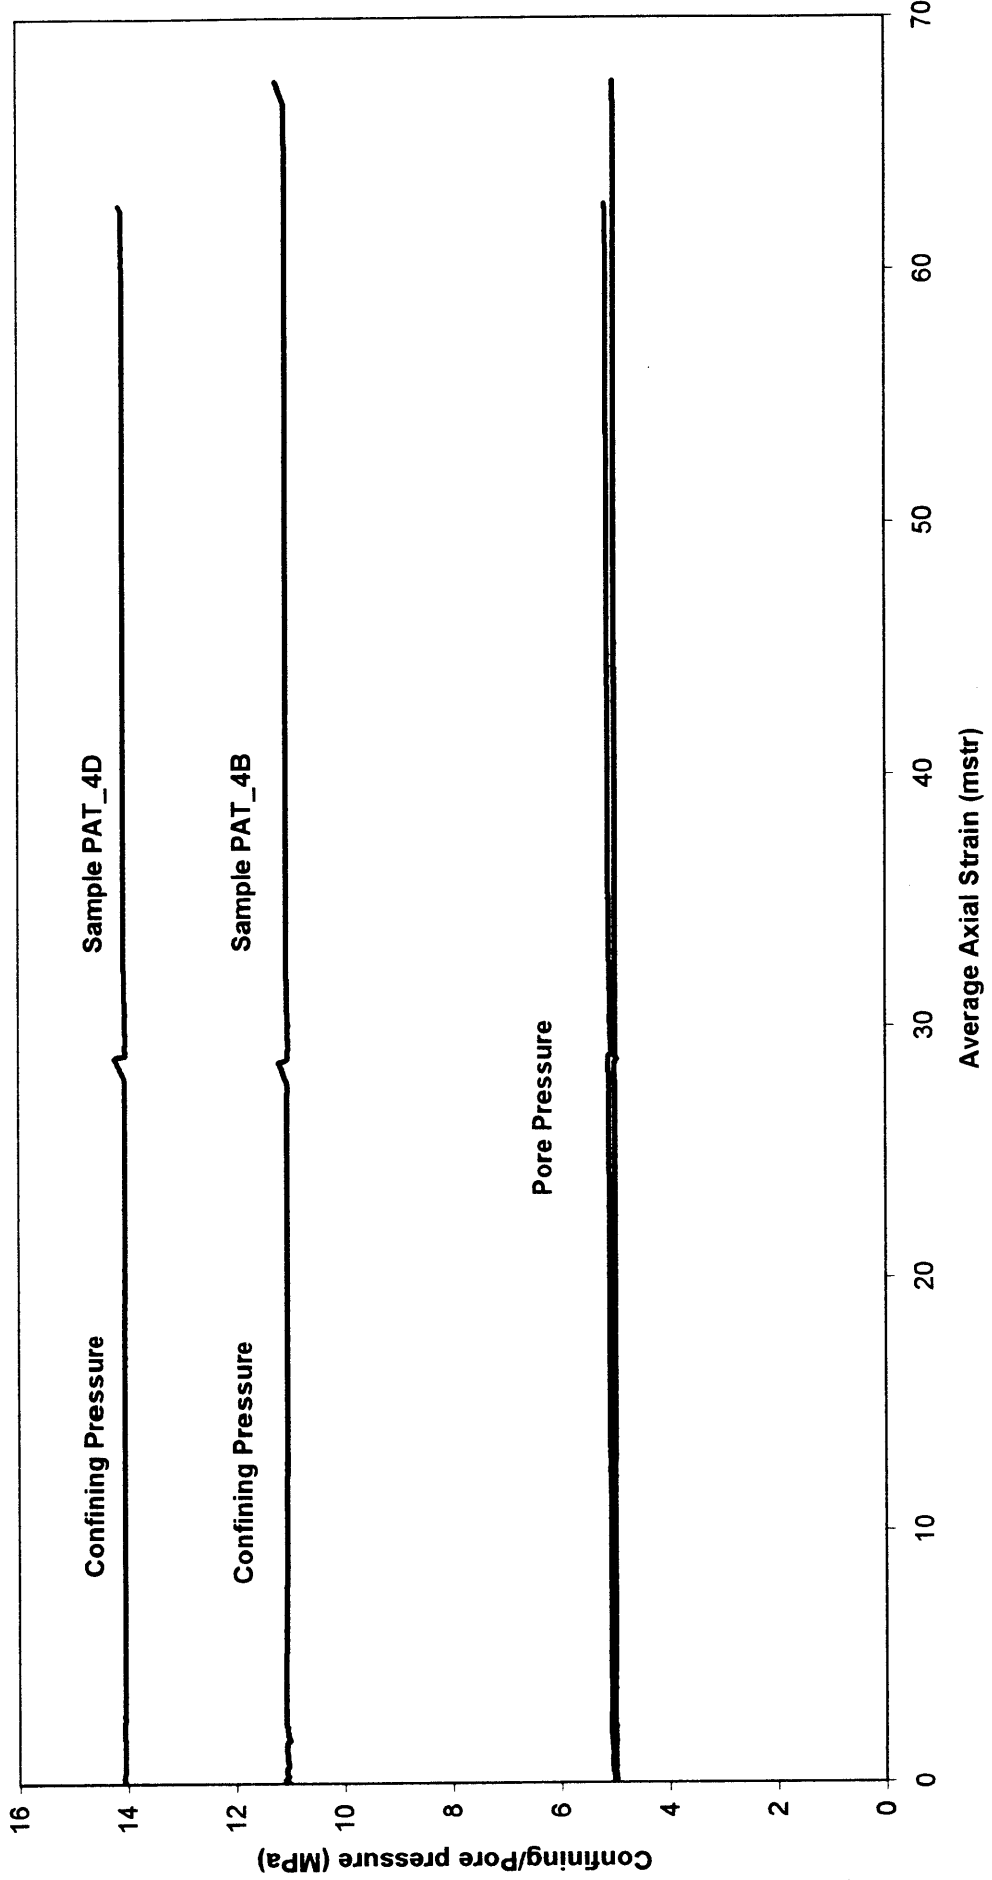 Confining/Pore pressure (MPa)
16
14
12
10
8
6
4
2
0
Confining Pressure
Sample PAT_4D
Confining Pressure
Sample PAT_4B
Pore Pressure
0
10
20
30
40
50
60
70
Average Axial Strain (mstr)